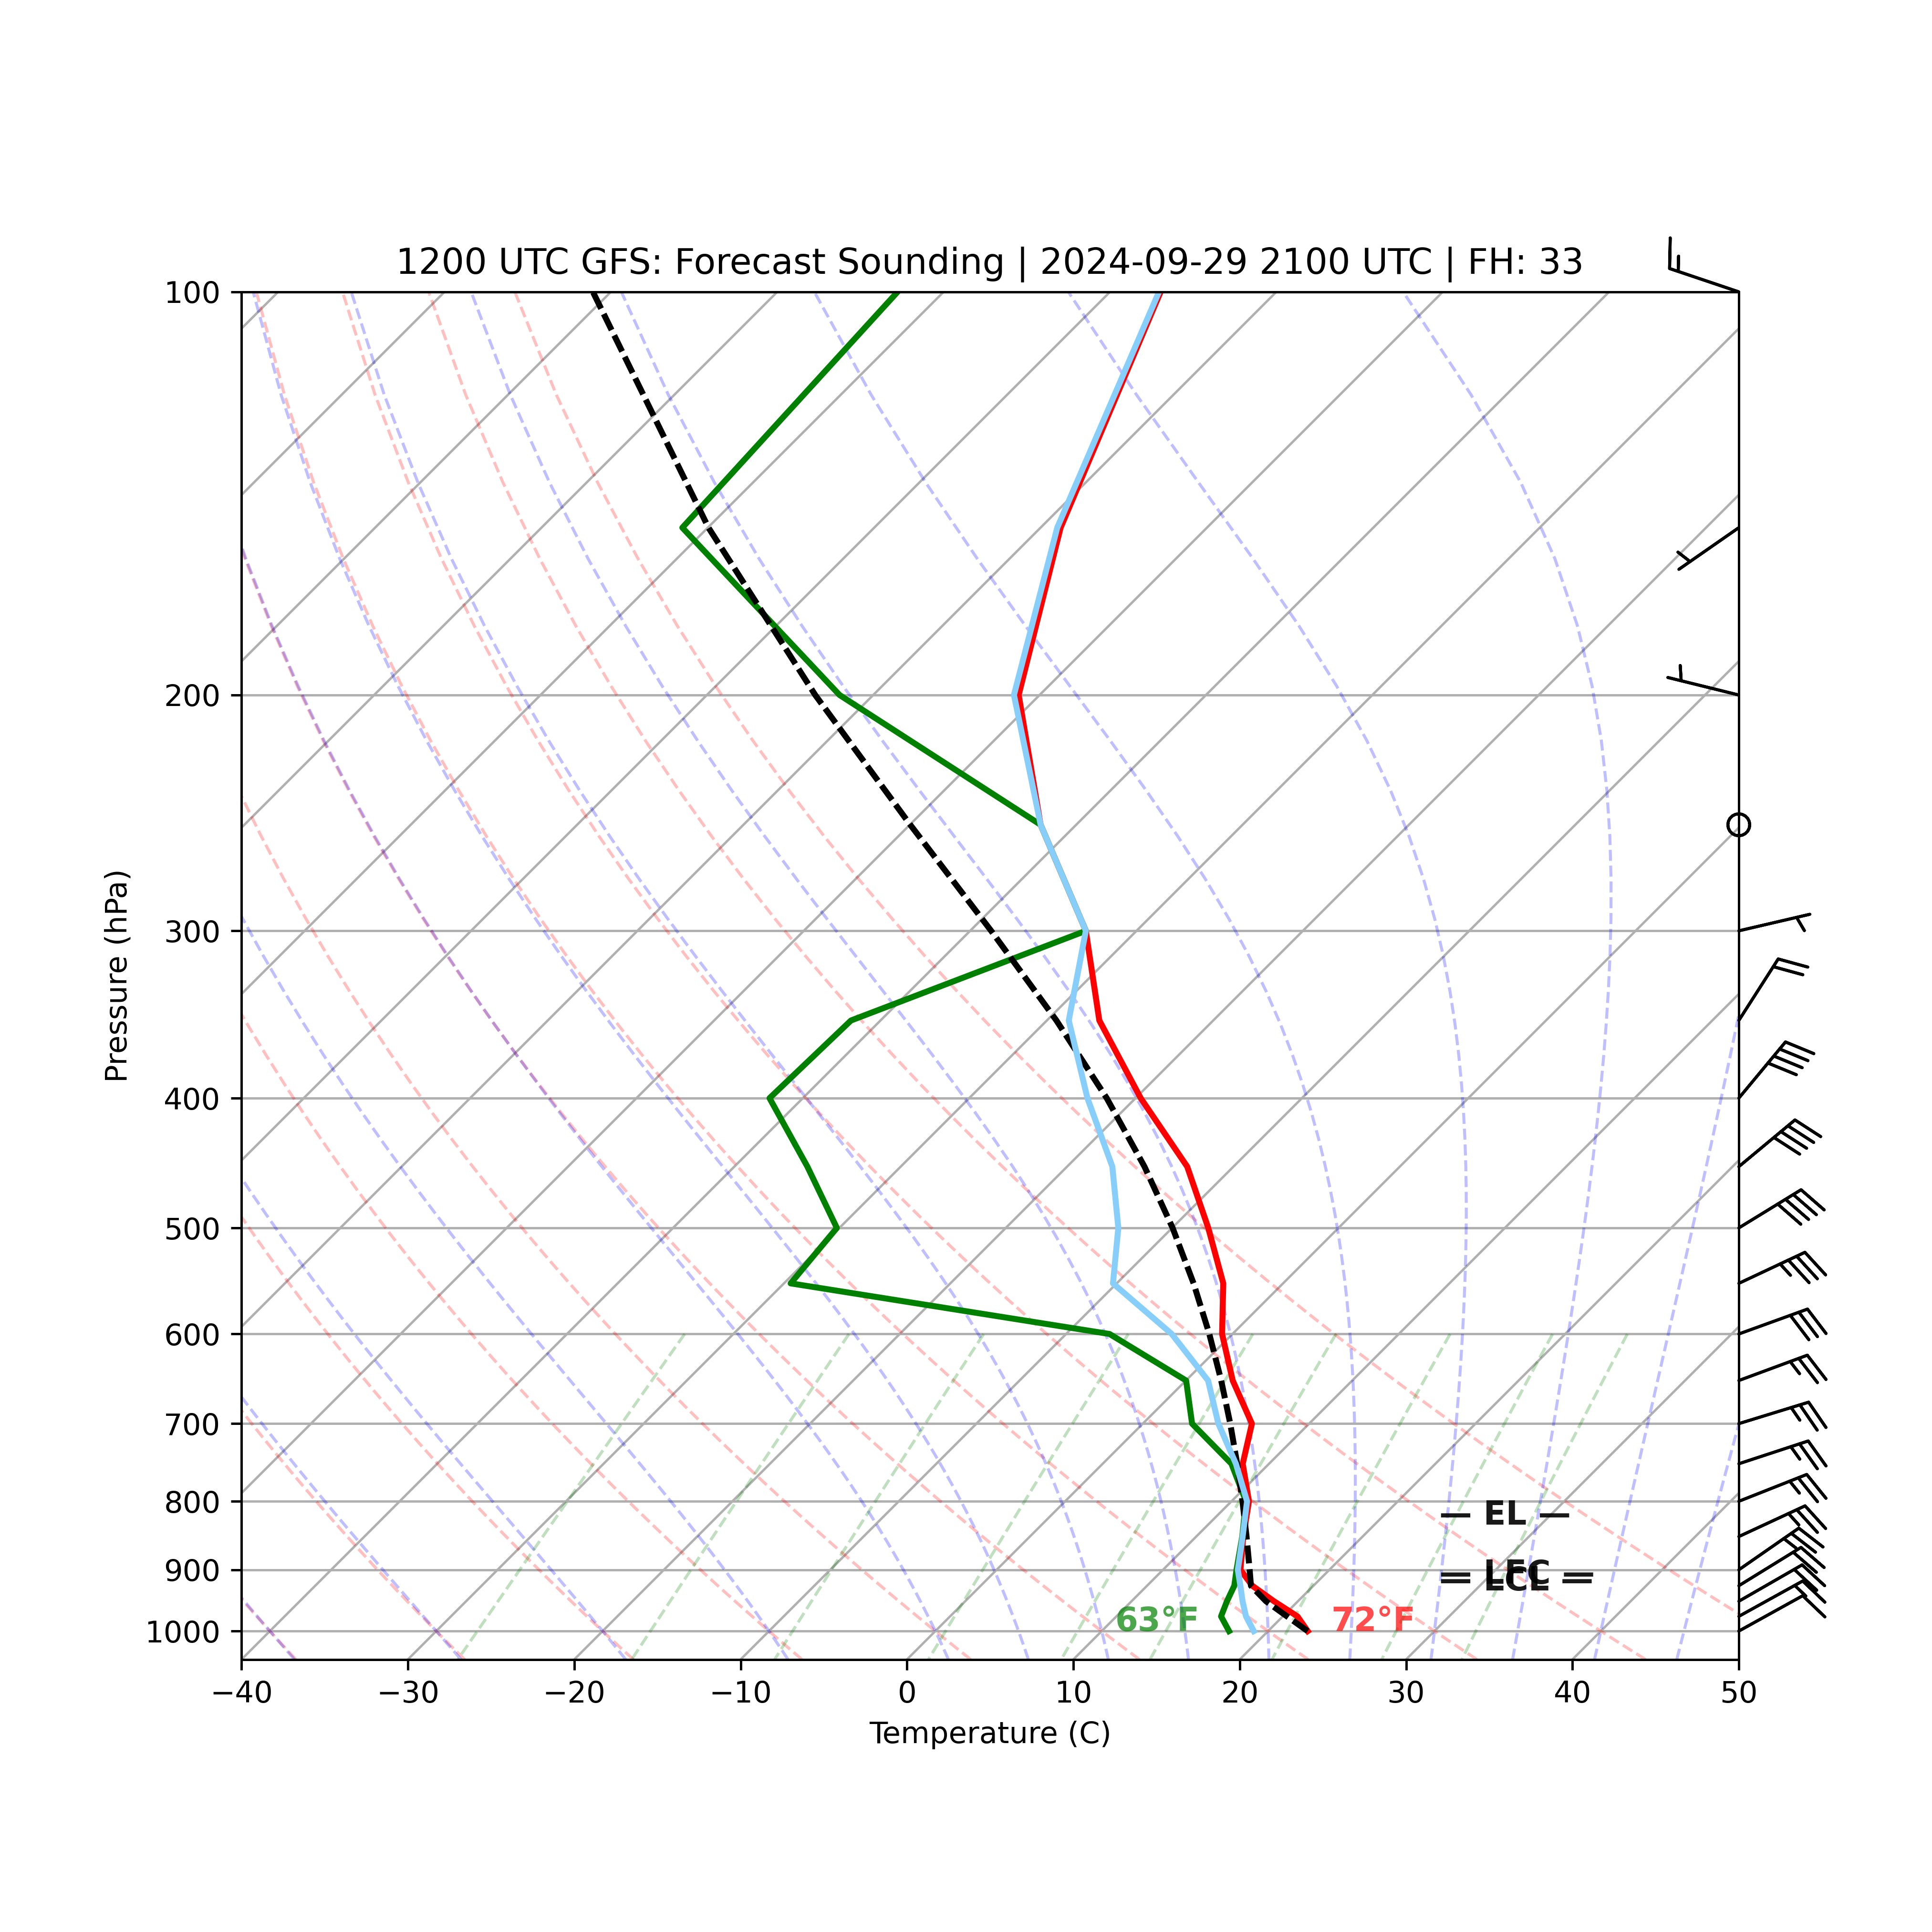 1200 UTC GFS: Forecast Sounding | 2024-09-29 2100 UTC | FH: 33
100
200
300
400
500
600
700
800
900
1000
Pressure (hPa)
— EL —
— LFC —
— LCL —
63°F
72°F
−40 −30 −20 −10 0 10 20 30 40 50
Temperature (C)